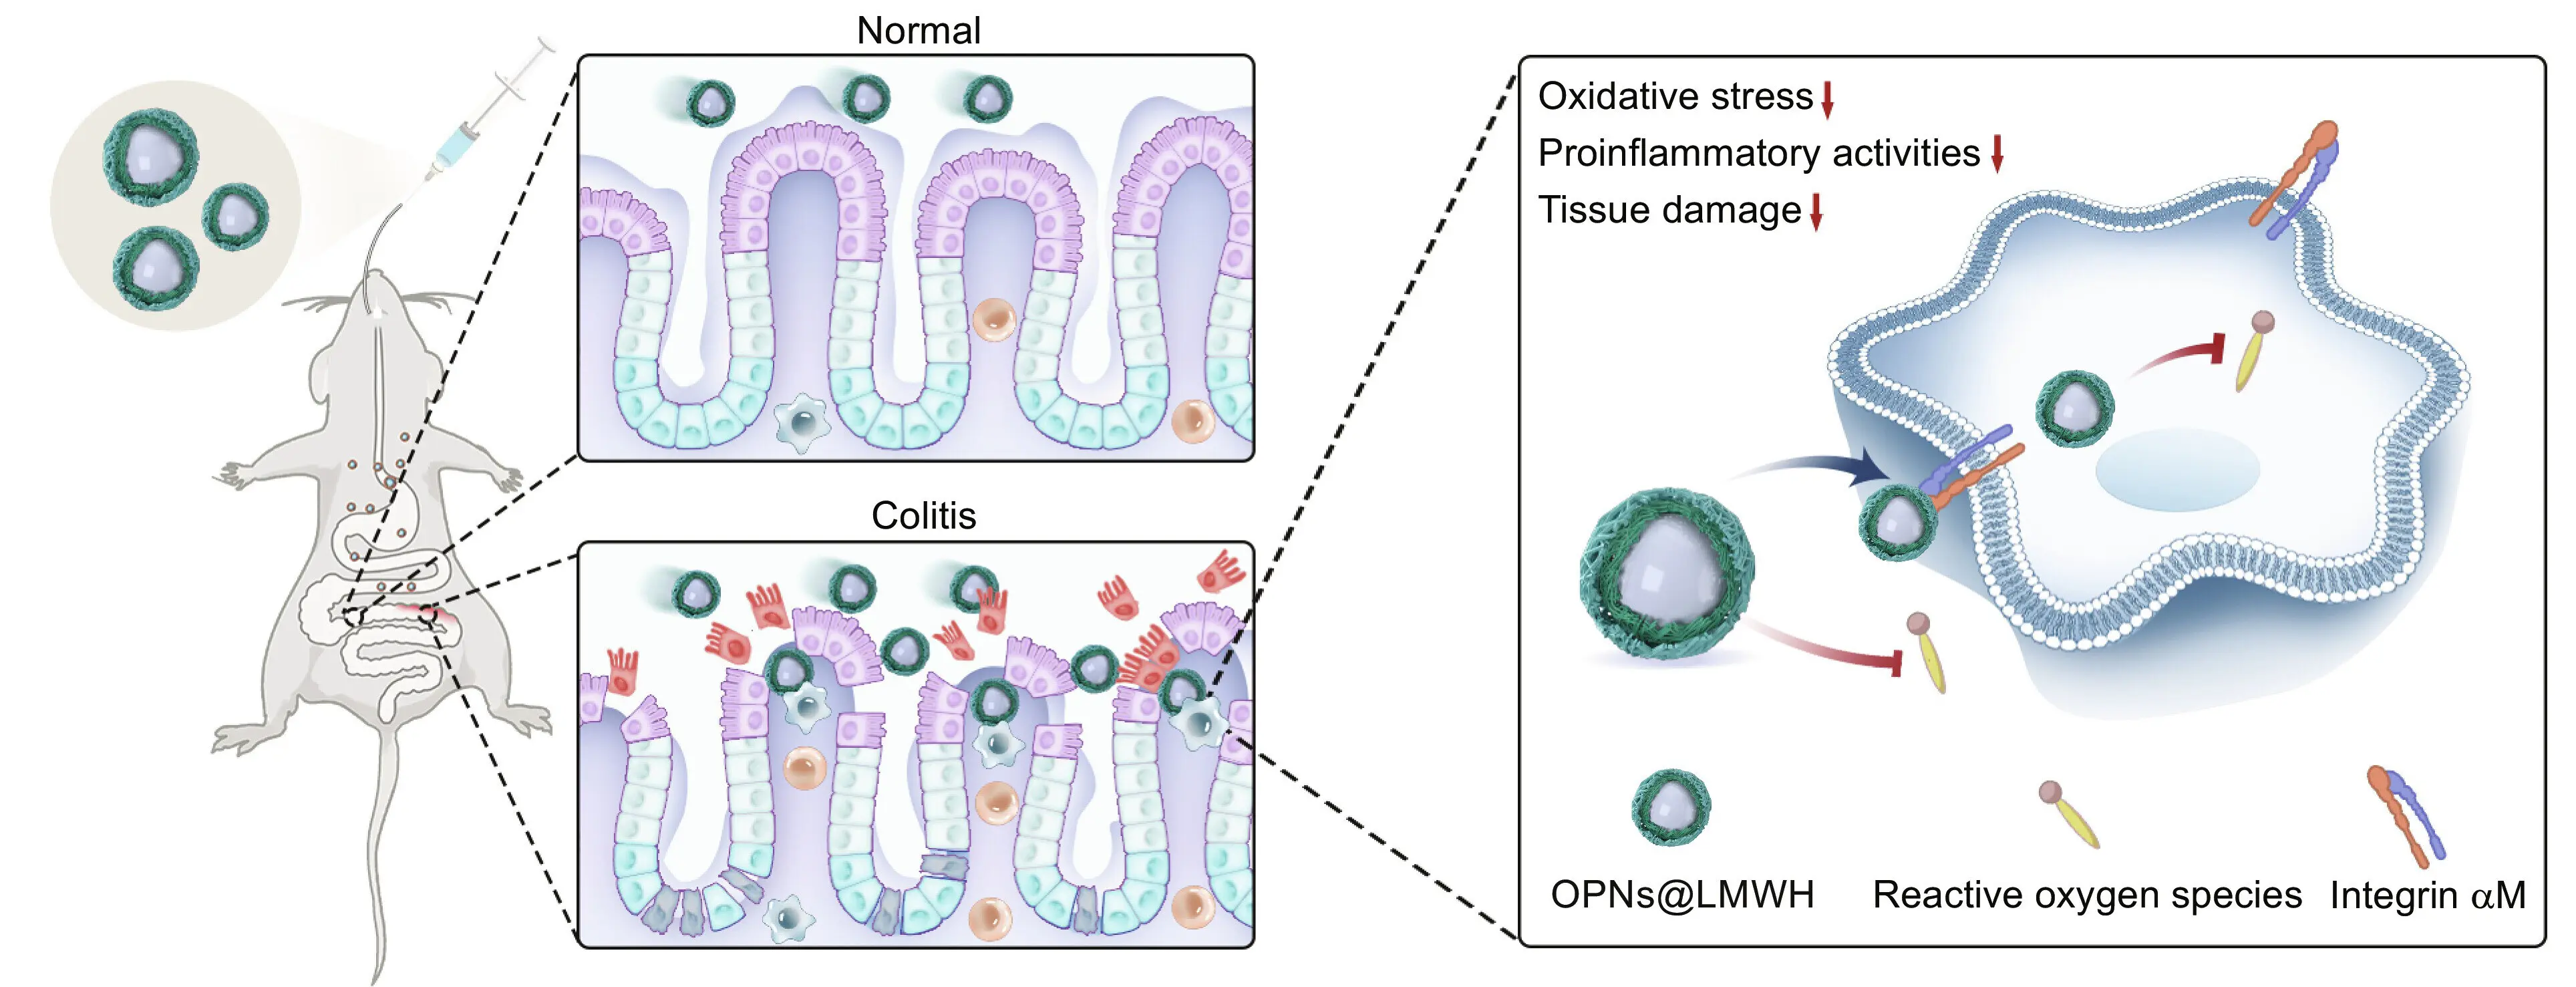 Normal
Colitis
Oxidative stress
Proinflammatory activities
Tissue damage
OPNs@LMWH
Reactive oxygen species
Integrin αM